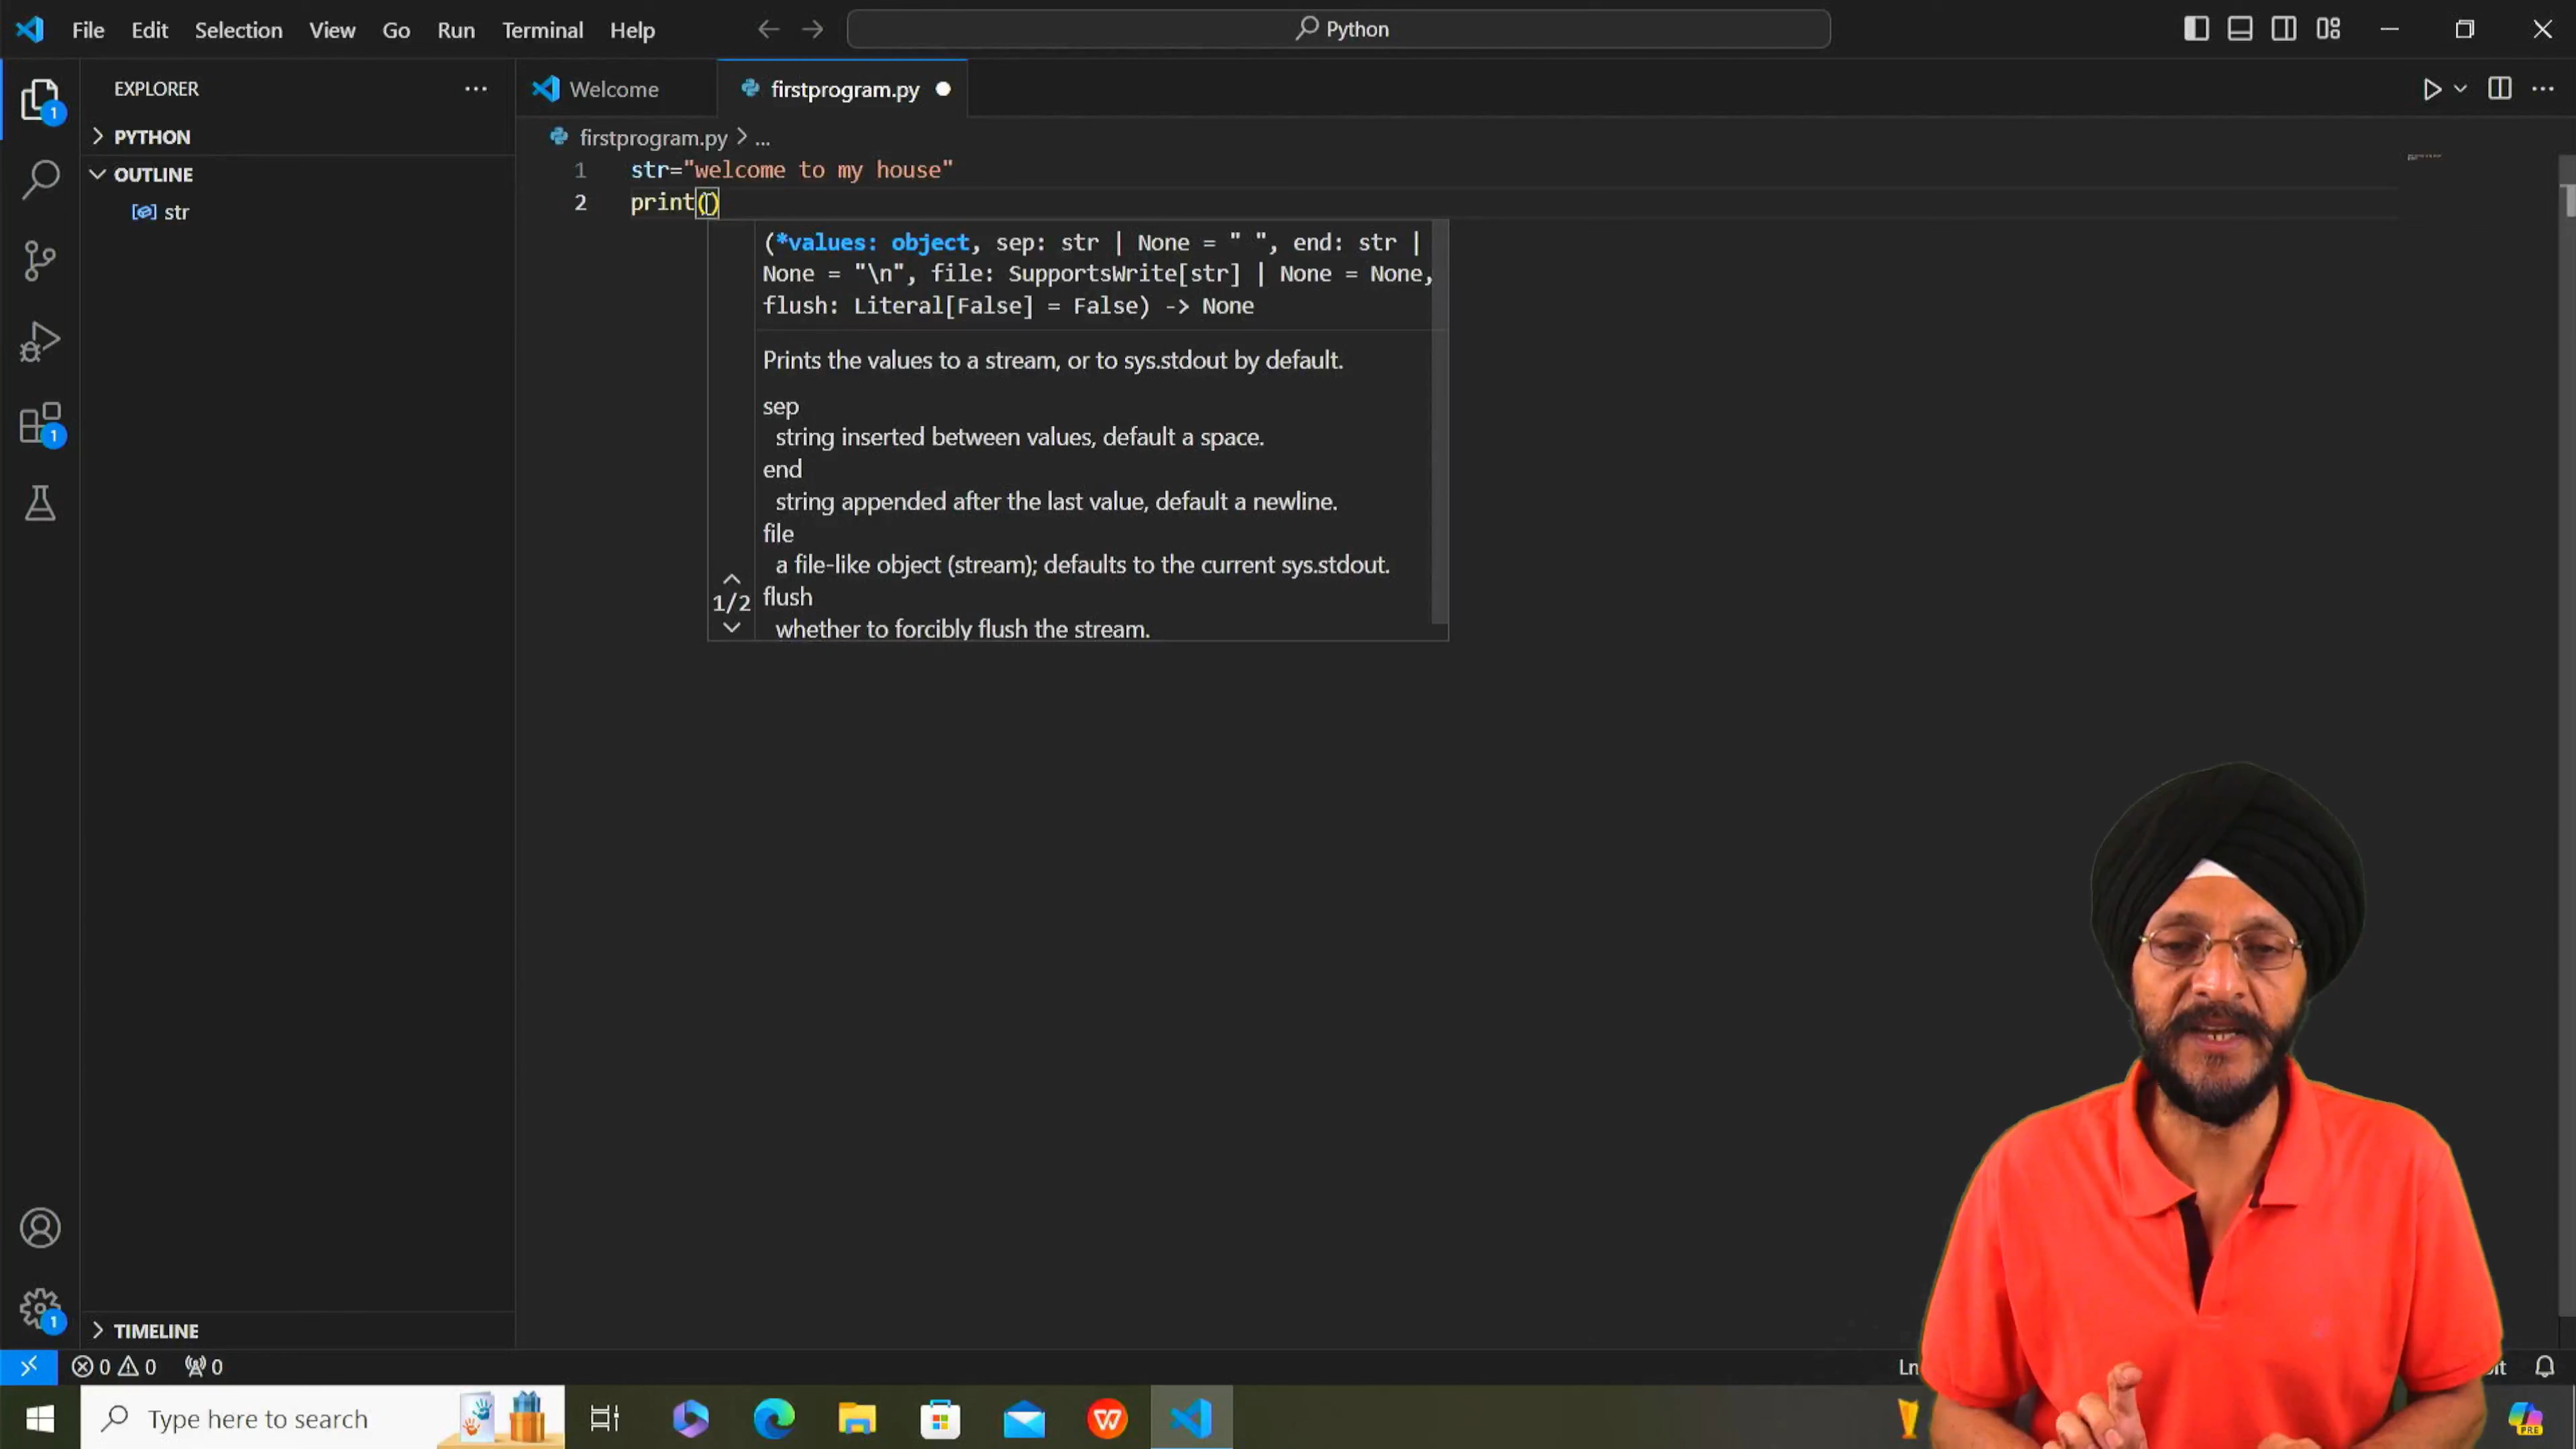 File Edit Selection View Go Run Terminal Help
Python
EXPLORER
1
PYTHON
OUTLINE
str
1
1
TIMELINE
Welcome
firstprogram.py
firstprogram.py > ...
1 str="welcome to my house"
2 print()
(*values: object, sep: str | None = " ", end: str |
None = "\n", file: SupportsWrite[str] | None = None,
flush: Literal[False] = False) -> None
Prints the values to a stream, or to sys.stdout by default.
sep
string inserted between values, default a space.
end
string appended after the last value, default a newline.
file
a file-like object (stream); defaults to the current sys.stdout.
1/2
flush
whether to forcibly flush the stream.
0 0 0
Ln
Type here to search
PRE